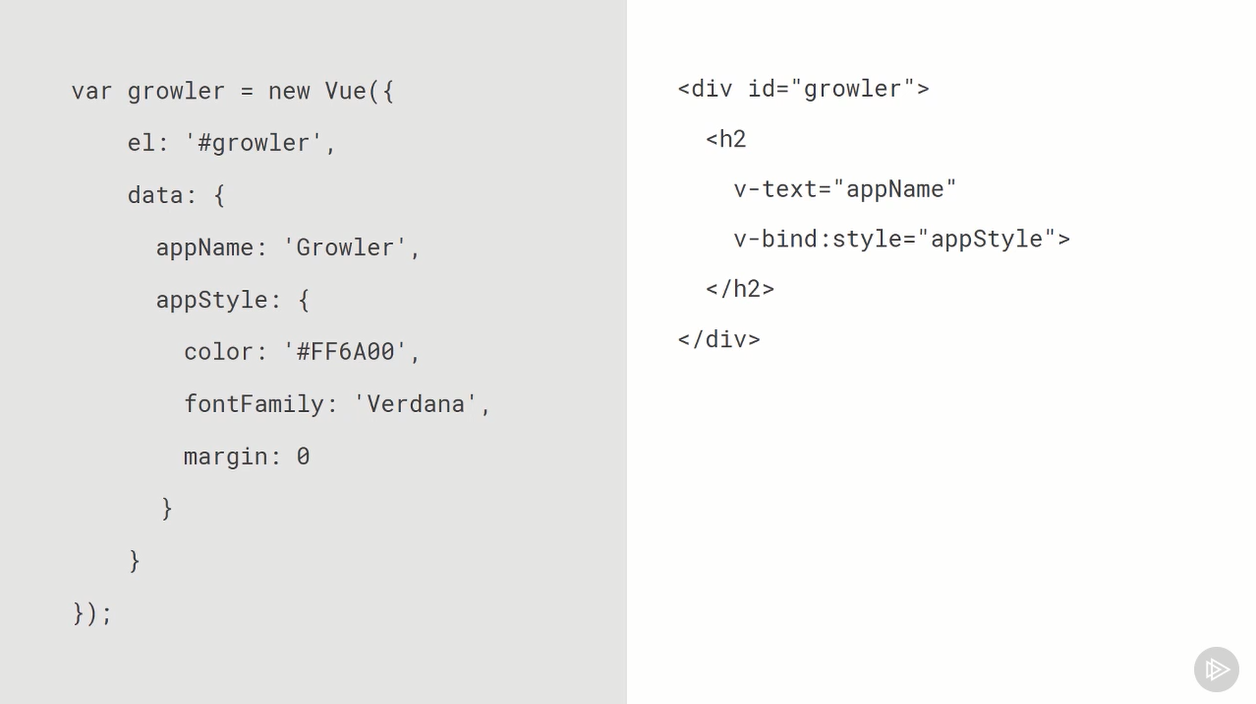 var growler = new Vue({
el: '#growler',
data: {
appName: 'Growler',
appStyle: {
color: '#FF6A00',
fontFamily: 'Verdana',
margin: 0
}
}
});
<div id="growler">
<h2
v-text="appName"
v-bind:style="appStyle">
</h2>
</div>